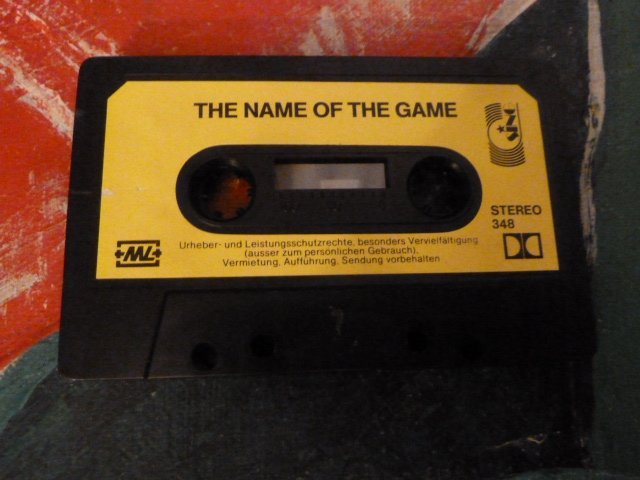 THE NAME OF THE GAME
STEREO
348
Urheber- und Leistungsschutzrechte, besonders Vervielfältigung
(ausser zum persönlichen Gebrauch).
Vermietung, Aufführung, Sendung vorbehalten